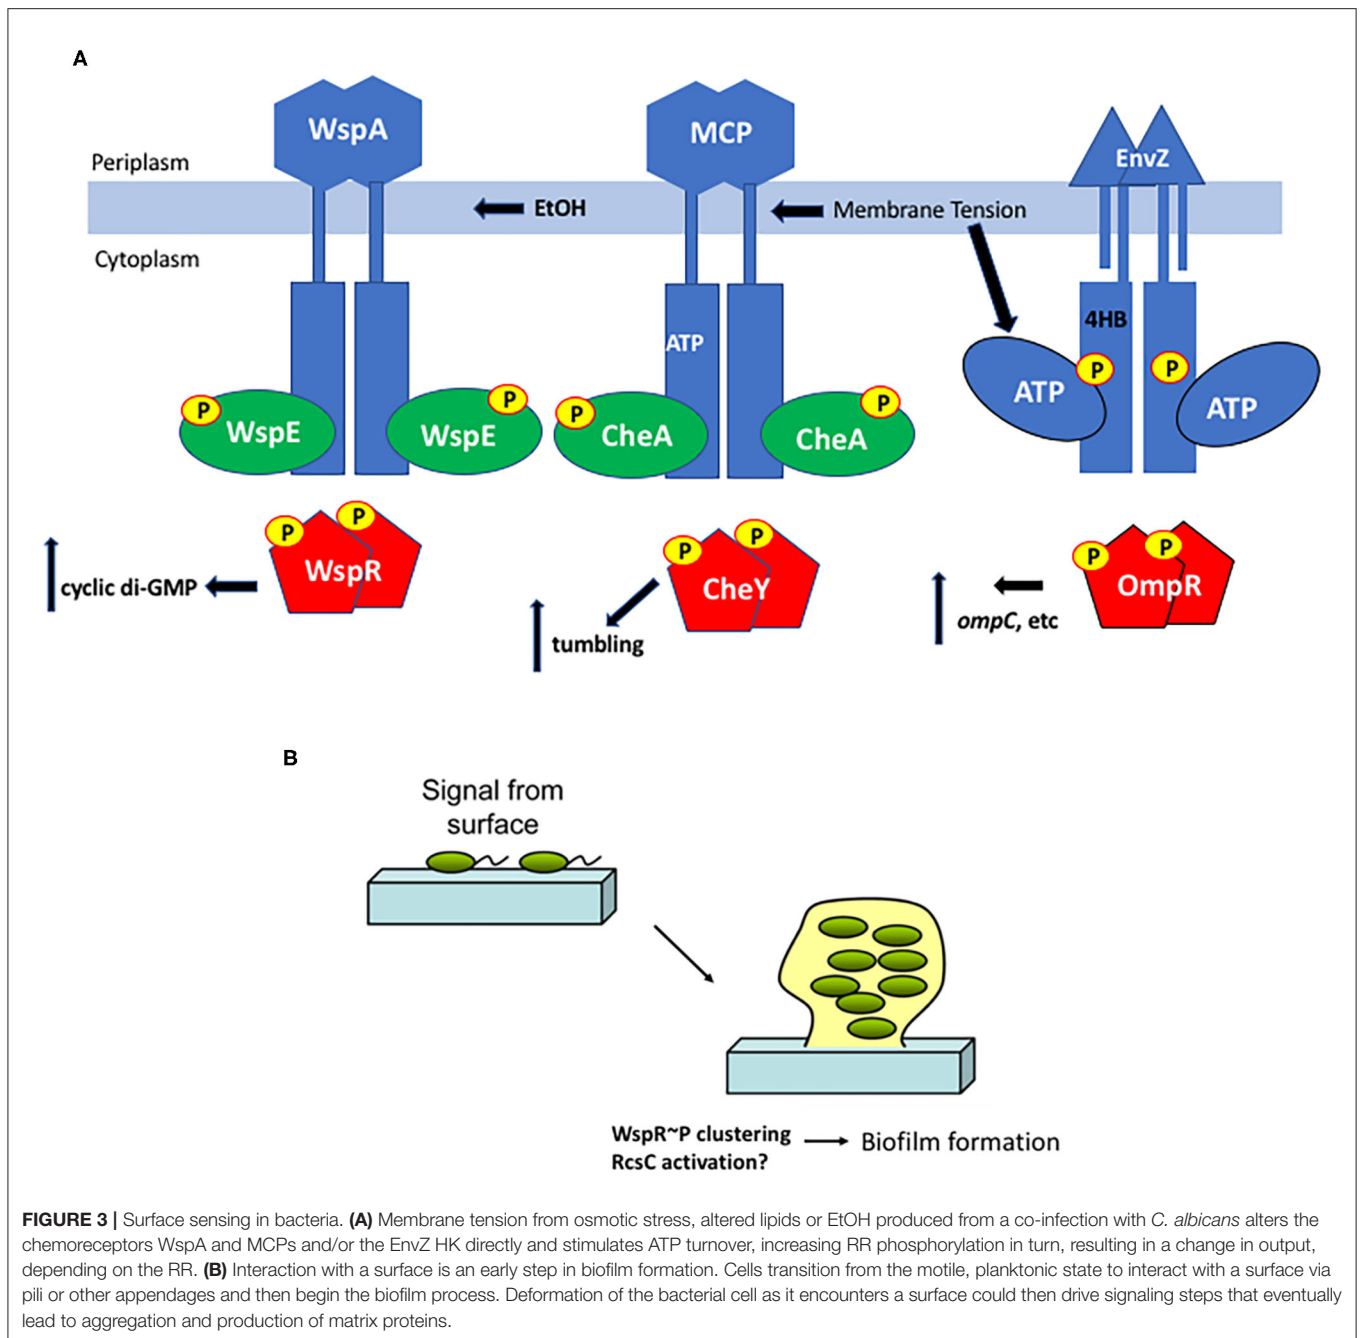 A
WspA
MCP
EnvZ
Periplasm
EtOH
Membrane Tension
Cytoplasm
4HB
ATP
P
P
ATP
ATP
P
WspE
P
WspE
P
CheA
P
CheA
P
P
WspR
cyclic di-GMP
P
P
CheY
tumbling
P
P
OmpR
ompC, etc
B
Signal from
surface
WspR~P clustering
RcsC activation?
Biofilm formation
FIGURE 3 | Surface sensing in bacteria. (A) Membrane tension from osmotic stress, altered lipids or EtOH produced from a co-infection with C. albicans alters the
chemoreceptors WspA and MCPs and/or the EnvZ HK directly and stimulates ATP turnover, increasing RR phosphorylation in turn, resulting in a change in output,
depending on the RR. (B) Interaction with a surface is an early step in biofilm formation. Cells transition from the motile, planktonic state to interact with a surface via
pili or other appendages and then begin the biofilm process. Deformation of the bacterial cell as it encounters a surface could then drive signaling steps that eventually
lead to aggregation and production of matrix proteins.